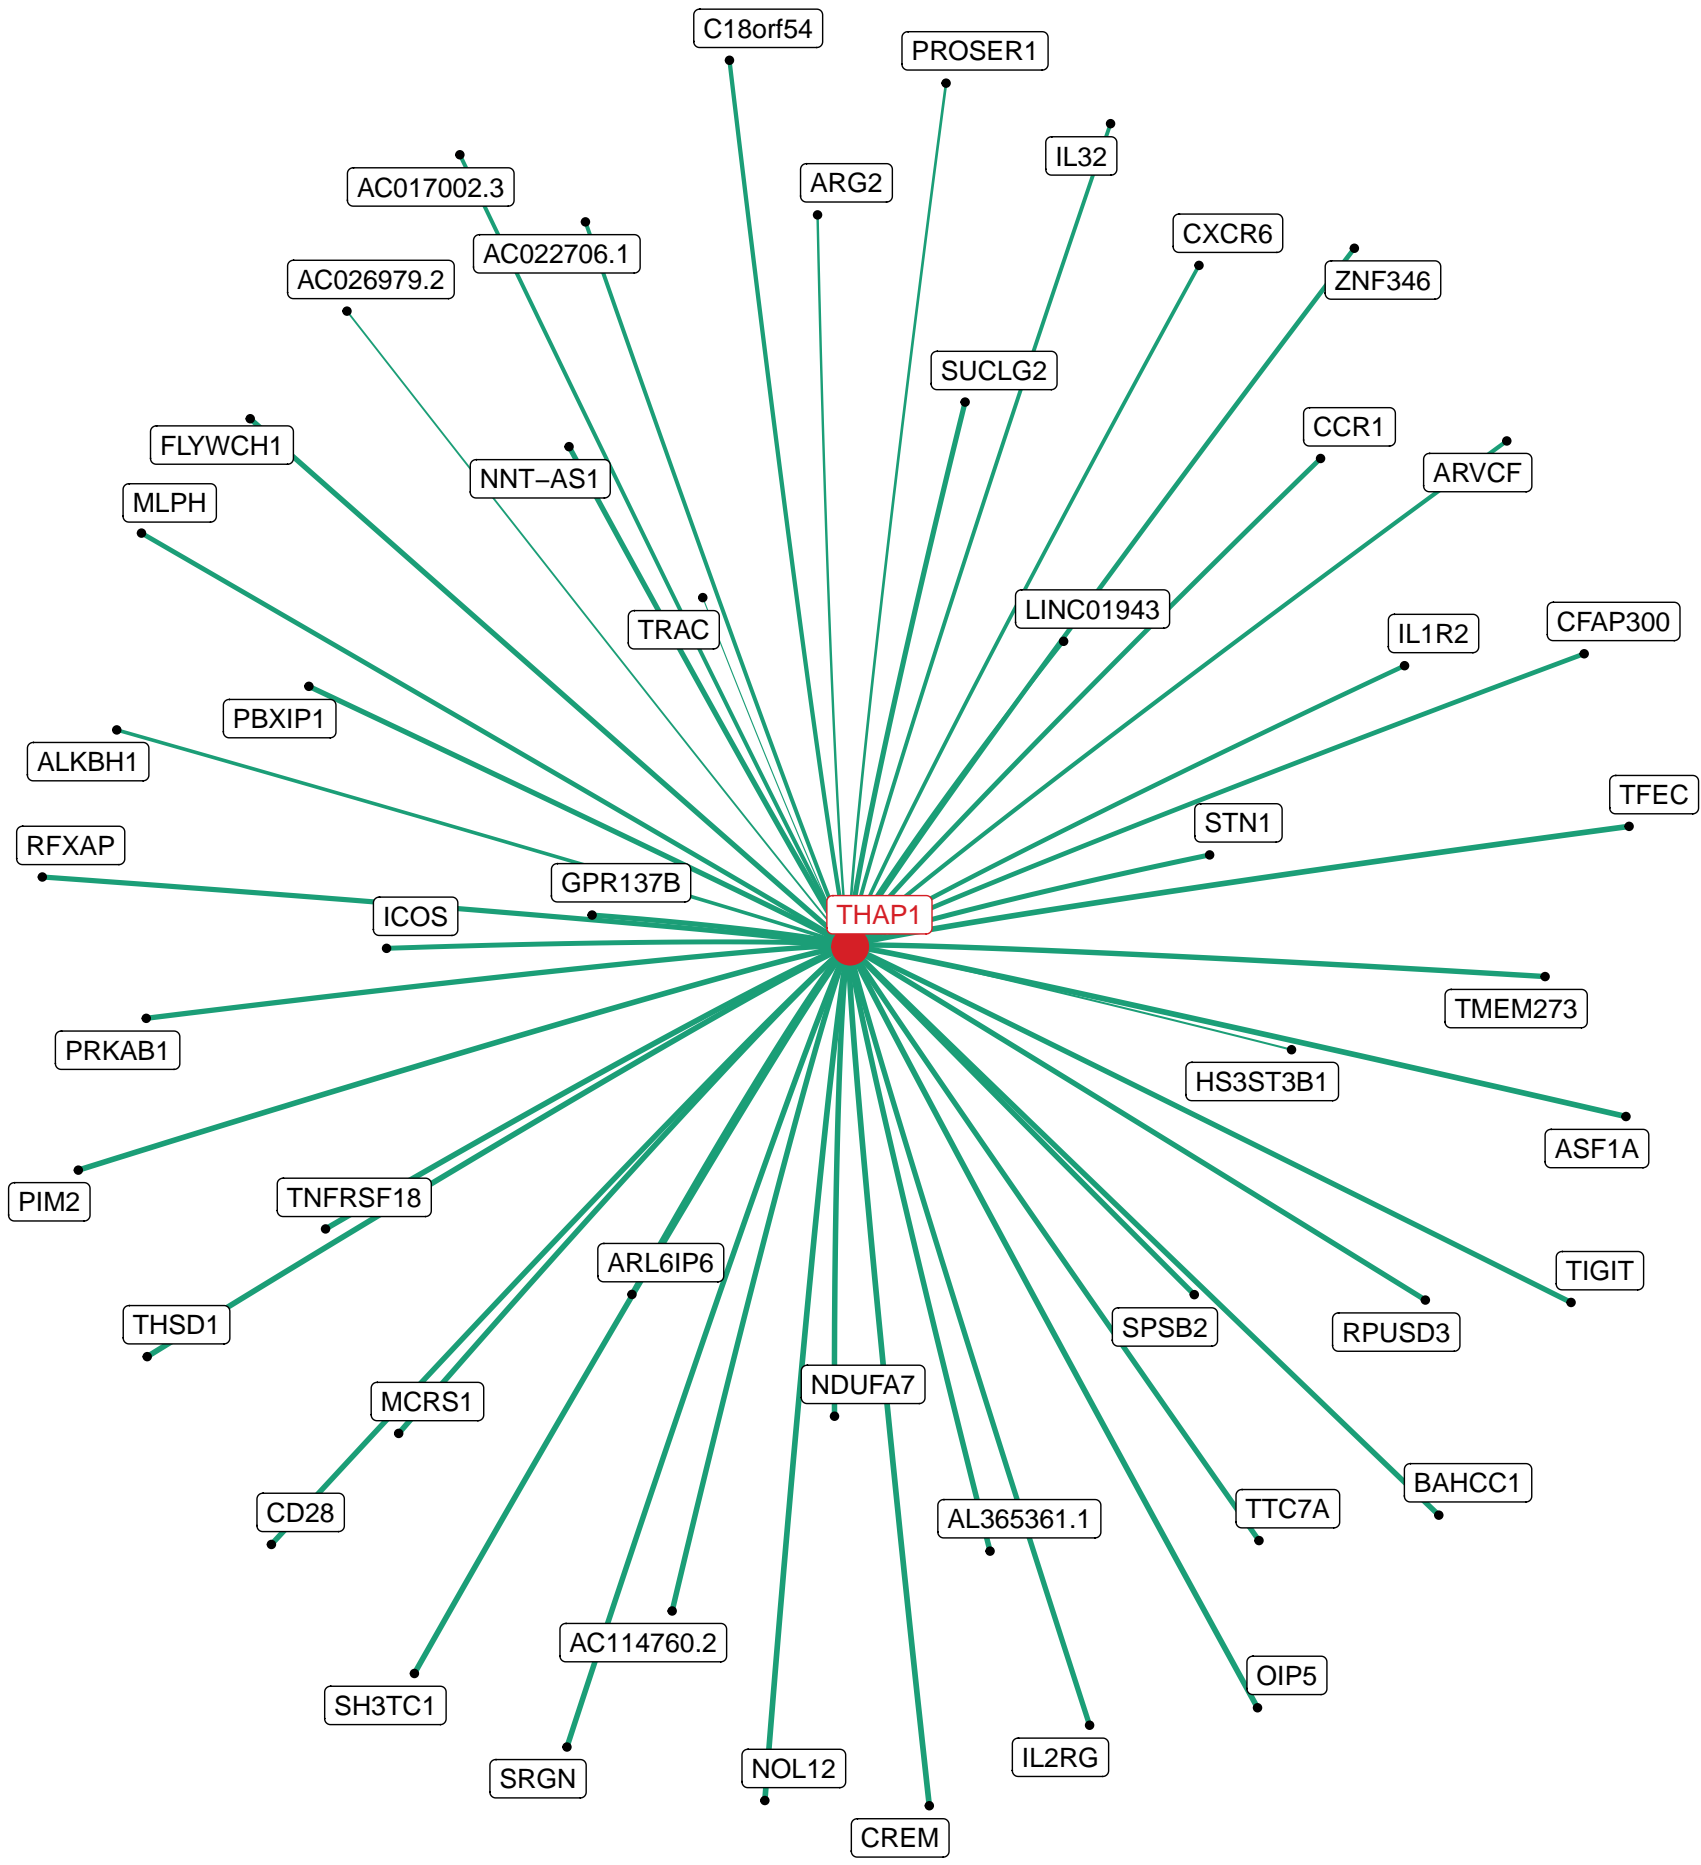 C18orf54
PROSER1
IL32
AC017002.3
ARG2
CXCR6
AC022706.1
AC026979.2
ZNF346
SUCLG2
CCR1
FLYWCH1
ARVCF
NNT−AS1
MLPH
LINC01943
CFAP300
TRAC
IL1R2
PBXIP1
ALKBH1
TFEC
STN1
RFXAP
GPR137B
ICOS
THAP1
TMEM273
PRKAB1
HS3ST3B1
ASF1A
TNFRSF18
PIM2
ARL6IP6
TIGIT
THSD1
SPSB2
RPUSD3
NDUFA7
MCRS1
BAHCC1
TTC7A
CD28
AL365361.1
AC114760.2
OIP5
SH3TC1
IL2RG
NOL12
SRGN
CREM